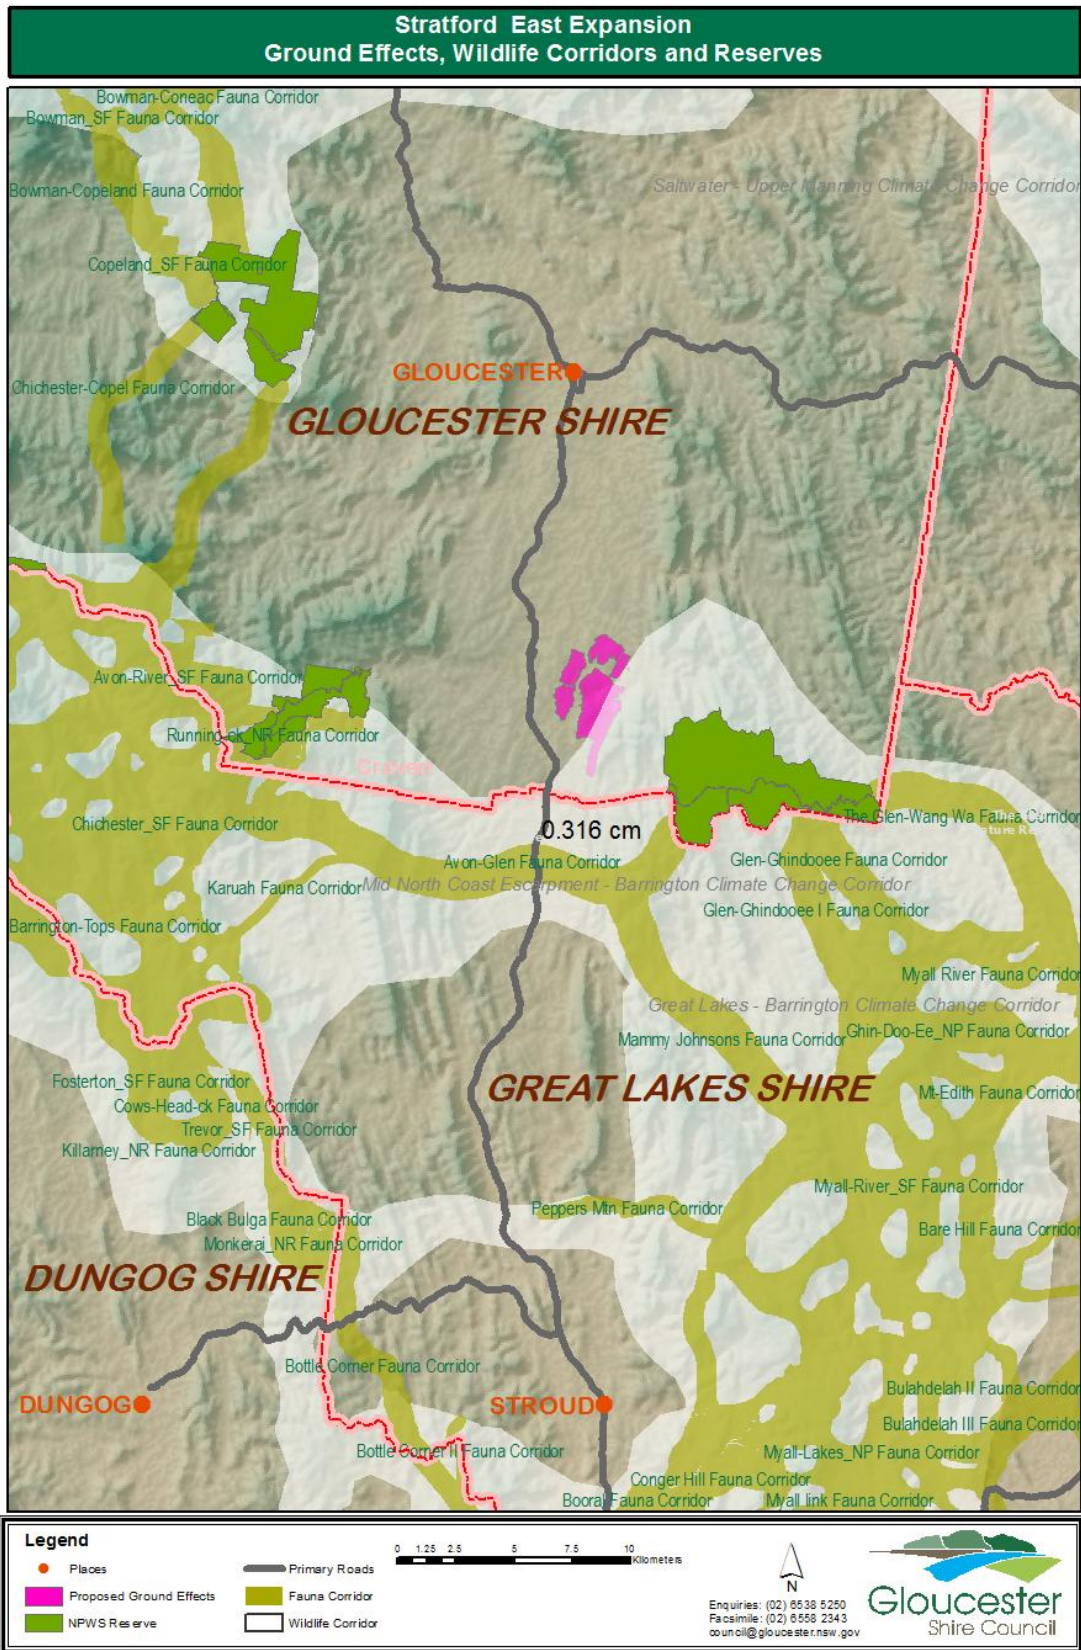 Stratford East Expansion
Ground Effects, Wildlife Corridors and Reserves
Bowman-Coneac Fauna Corridor
Bowman_SF Fauna Corridor
Bowman-Copeland Fauna Corridor
Saltwater - Upper Manning Climate Change Corridor
Copeland_SF Fauna Corridor
GLOUCESTER
Chichester-Copel Fauna Corridor
GLOUCESTER SHIRE
Avon-River_SF Fauna Corridor
Running-ck_NR Fauna Corridor
Craven
Chichester_SF Fauna Corridor
0.316 cm
The Glen-Wang Wa Fauna Corridor
Avon-Glen Fauna Corridor
Glen-Ghindooee Fauna Corridor
Karuah Fauna Corridor
Mid North Coast Escarpment - Barrington Climate Change Corridor
Glen-Ghindooee I Fauna Corridor
Barrington-Tops Fauna Corridor
Myall River Fauna Corridor
Great Lakes - Barrington Climate Change Corridor
Mammy Johnsons Fauna Corridor
Ghin-Doo-Ee_NP Fauna Corridor
Fosterton_SF Fauna Corridor
GREAT LAKES SHIRE
Mt-Edith Fauna Corridor
Cows-Head-ck Fauna Corridor
Trevor_SF Fauna Corridor
Killarney_NR Fauna Corridor
Myall-River_SF Fauna Corridor
Peppers Mtn Fauna Corridor
Black Bulga Fauna Corridor
Bare Hill Fauna Corridor
Monkerai_NR Fauna Corridor
DUNGOG SHIRE
Bottle Corner Fauna Corridor
Bulahdelah II Fauna Corridor
DUNGOG
STROUD
Bulahdelah III Fauna Corridor
Bottle Corner II Fauna Corridor
Myall-Lakes_NP Fauna Corridor
Conger Hill Fauna Corridor
Booral Fauna Corridor
Myall link Fauna Corridor
Legend
Places
Proposed Ground Effects
NPWS Reserve
Primary Roads
Fauna Corridor
Wildlife Corridor
0 1.25 2.5 5 7.5 10
Kilometers
N
Enquiries: (02) 6538 5250
Facsimile: (02) 6558 2343
council@gloucester.nsw.gov
Gloucester
Shire Council